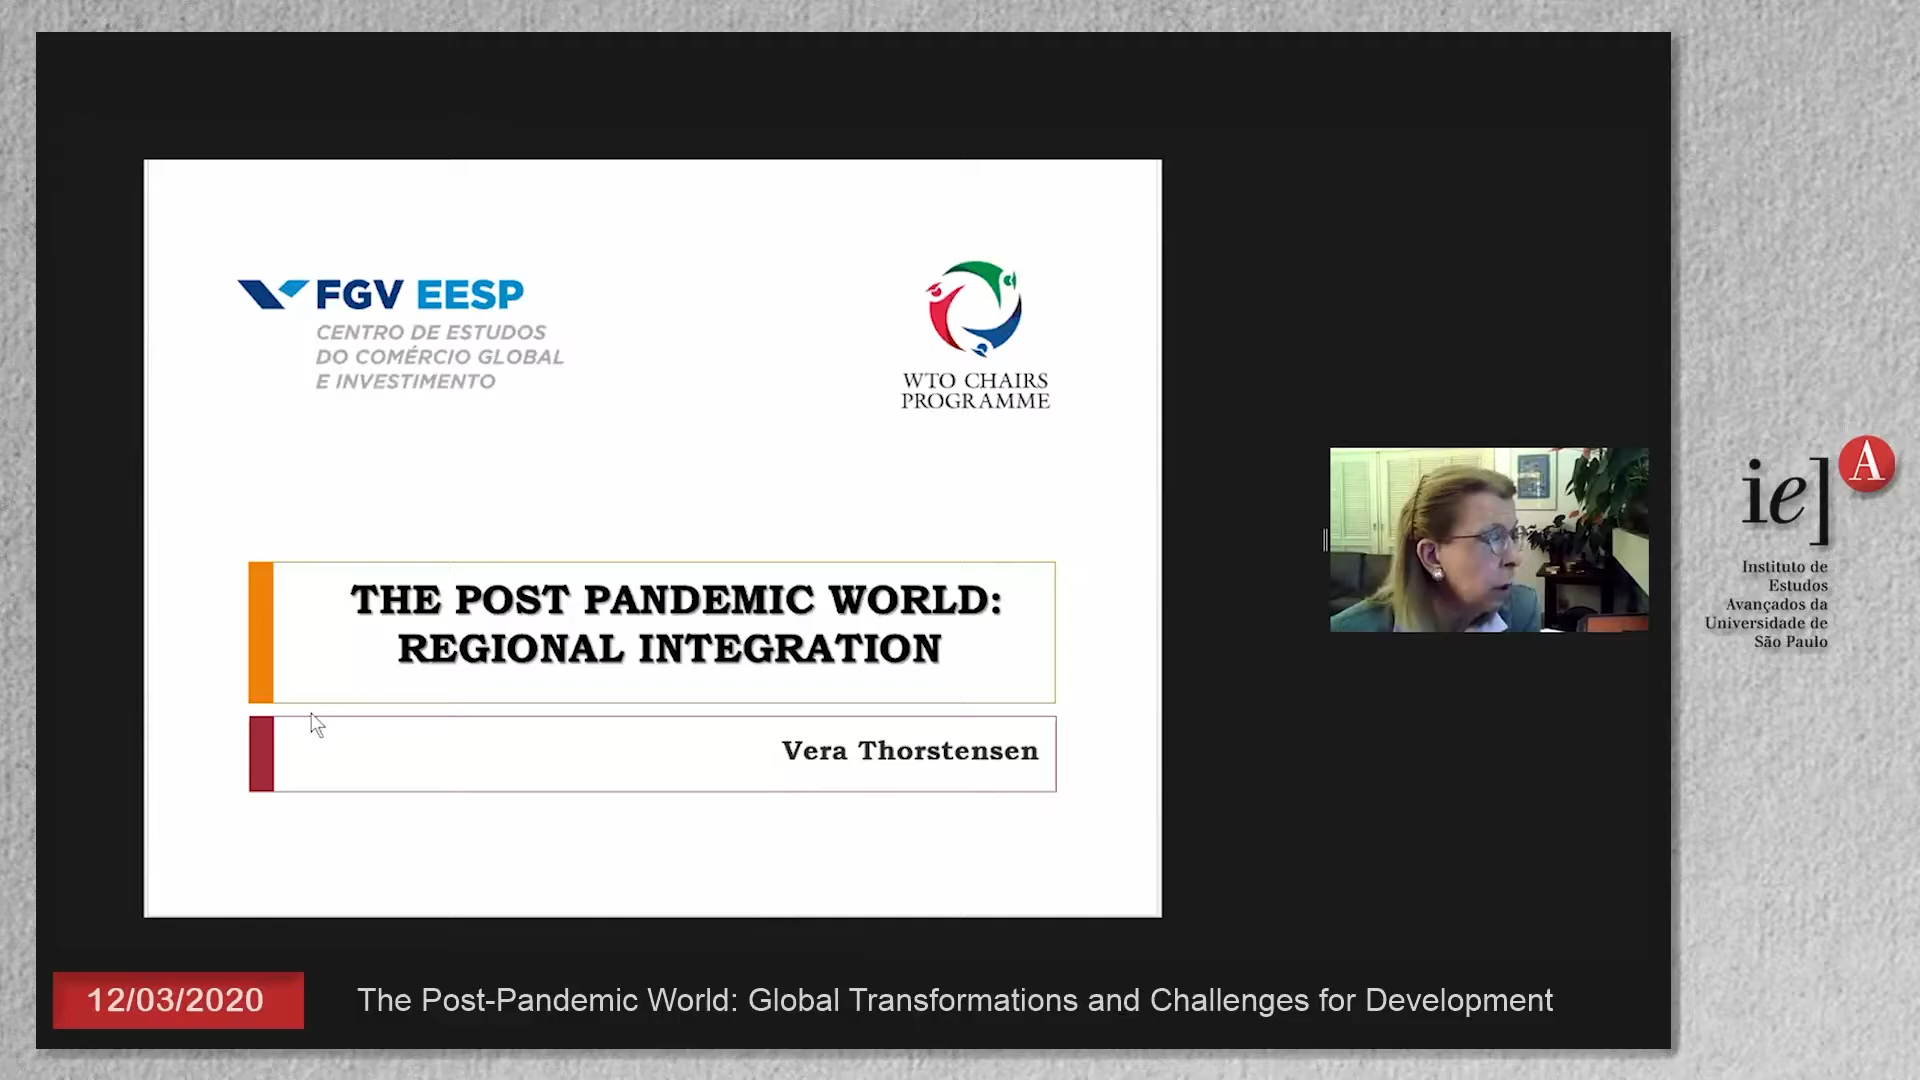 FGV EESP
CENTRO DE ESTUDOS
DO COMÉRCIO GLOBAL
E INVESTIMENTO
WTO CHAIRS
PROGRAMME
THE POST PANDEMIC WORLD:
REGIONAL INTEGRATION
Vera Thorstensen
iea
Instituto de
Estudos
Avançados da
Universidade de
São Paulo
12/03/2020
The Post-Pandemic World: Global Transformations and Challenges for Development